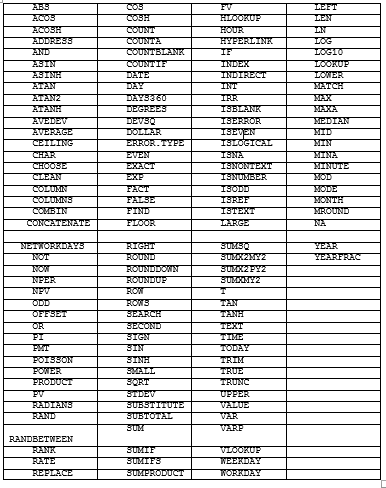 ABS COS FV LEFT
ACOS COSH HLOOKUP LEN
ACOSH COUNT HOUR LN
ADDRESS COUNTA HYPERLINK LOG
AND COUNTBLANK IF LOG10
ASIN COUNTIF INDEX LOOKUP
ASINH DATE INDIRECT LOWER
ATAN DAY INT MATCH
ATAN2 DAYS360 IRR MAX
ATANH DEGREES ISBLANK MAXA
AVEDEV DEVSQ ISERROR MEDIAN
AVERAGE DOLLAR ISEVEN MID
CEILING ERROR.TYPE ISLOGICAL MIN
CHAR EVEN ISNA MINA
CHOOSE EXACT ISNONTEXT MINUTE
CLEAN EXP ISNUMBER MOD
COLUMN FACT ISODD MODE
COLUMNS FALSE ISREF MONTH
COMBIN FIND ISTEXT MROUND
CONCATENATE FLOOR LARGE NA
NETWORKDAYS RIGHT SUMSQ YEAR
NOT ROUND SUMX2MY2 YEARFRAC
NOW ROUNDDOWN SUMX2PY2
NPER ROUNDUP SUMXMY2
NPV ROW T
ODD ROWS TAN
OFFSET SEARCH TANH
OR SECOND TEXT
PI SIGN TIME
PMT SIN TODAY
POISSON SINH TRIM
POWER SMALL TRUE
PRODUCT SQRT TRUNC
PV STDEV UPPER
RADIANS SUBSTITUTE VALUE
RAND SUBTOTAL VAR
SUM VARP
RANDBETWEEN
RANK SUMIF VLOOKUP
RATE SUMIFS WEEKDAY
REPLACE SUMPRODUCT WORKDAY